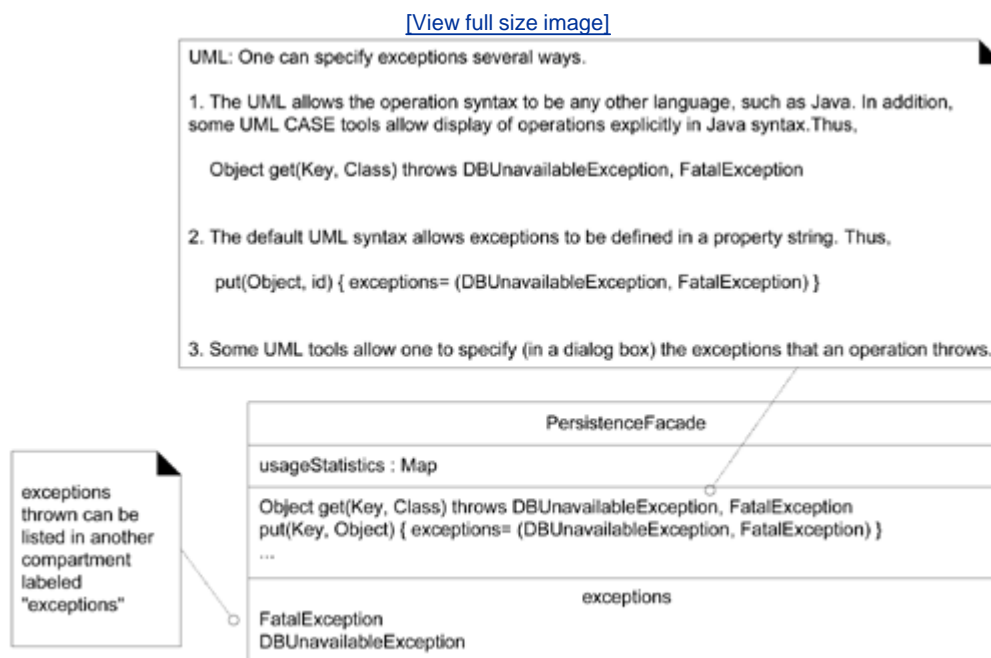 [View full size image]
UML: One can specify exceptions several ways.
1. The UML allows the operation syntax to be any other language, such as Java. In addition,
some UML CASE tools allow display of operations explicitly in Java syntax.Thus,
Object get(Key, Class) throws DBUnavailableException, FatalException
2. The default UML syntax allows exceptions to be defined in a property string. Thus,
put(Object, id) { exceptions= (DBUnavailableException, FatalException) }
3. Some UML tools allow one to specify (in a dialog box) the exceptions that an operation throws.
PersistenceFacade
usageStatistics : Map
Object get(Key, Class) throws DBUnavailableException, FatalException
put(Key, Object) { exceptions= (DBUnavailableException, FatalException) }
...
exceptions
FatalException
DBUnavailableException
exceptions
thrown can be
listed in another
compartment
labeled
"exceptions"